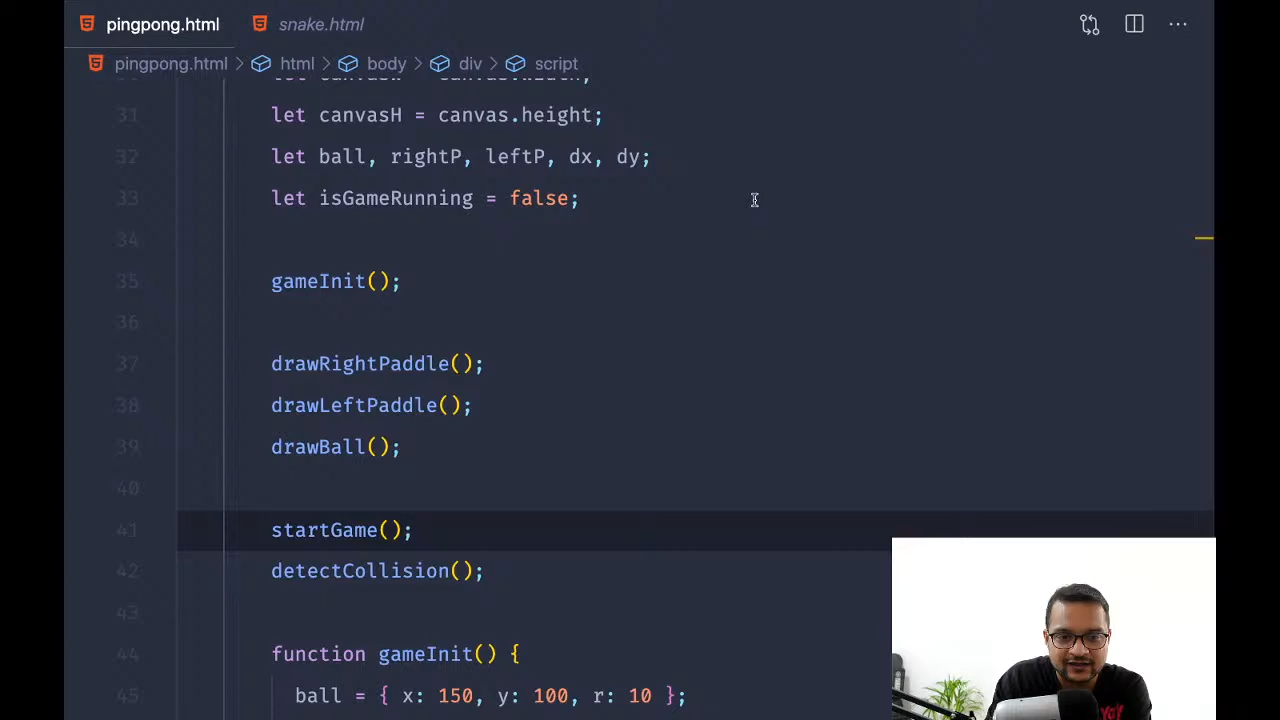 pingpong.html snake.html
pingpong.html > html > body > div > script
31 let canvasH = canvas.height;
32 let ball, rightP, leftP, dx, dy;
33 let isGameRunning = false;
34
35 gameInit();
36
37 drawRightPaddle();
38 drawLeftPaddle();
39 drawBall();
40
41 startGame();
42 detectCollision();
43
44 function gameInit() {
45 ball = { x: 150, y: 100, r: 10 };